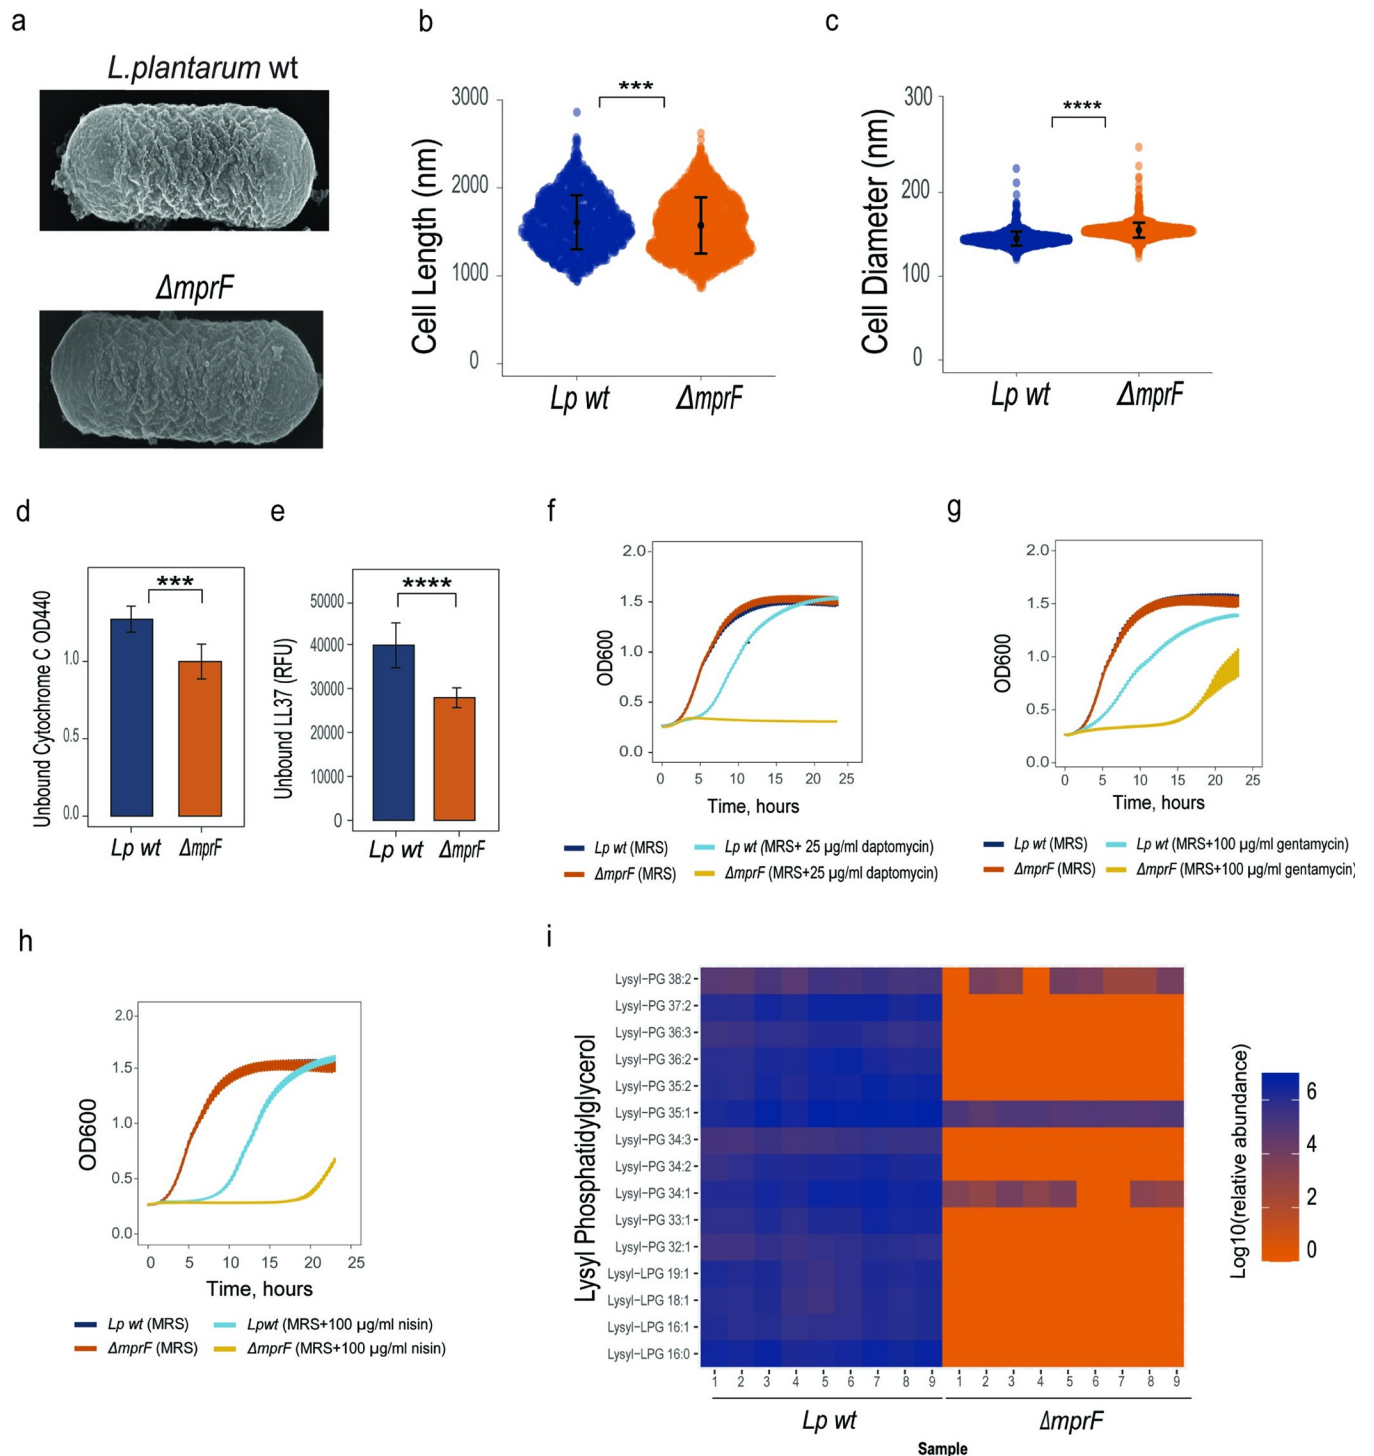 a
L.plantarum wt
ΔmprF
b
***
Cell Length (nm)
3000
2000
1000
0
Lp wt
ΔmprF
c
****
Cell Diameter (nm)
300
200
100
0
Lp wt
ΔmprF
d
***
Unbound Cytochrome C OD440
1.0
0.5
0.0
Lp wt
ΔmprF
e
****
Unbound LL37 (RFU)
50000
40000
30000
20000
10000
0
Lp wt
ΔmprF
f
OD600
2.0
1.5
1.0
0.5
0.0
0 5 10 15 20 25
Time, hours
Lp wt (MRS)
Lp wt (MRS+ 25 µg/ml daptomycin)
ΔmprF (MRS)
ΔmprF (MRS+25 µg/ml daptomycin)
g
OD600
2.0
1.5
1.0
0.5
0.0
0 5 10 15 20 25
Time, hours
Lp wt (MRS)
Lp wt (MRS+100 µg/ml gentamycin)
ΔmprF (MRS)
ΔmprF (MRS+100 µg/ml gentamycin)
h
OD600
2.0
1.5
1.0
0.5
0.0
0 5 10 15 20 25
Time, hours
Lp wt (MRS)
Lpwt (MRS+100 µg/ml nisin)
ΔmprF (MRS)
ΔmprF (MRS+100 µg/ml nisin)
i
Lysyl Phosphatidylglycerol
Lysyl-PG 38:2
Lysyl-PG 37:2
Lysyl-PG 36:3
Lysyl-PG 36:2
Lysyl-PG 35:2
Lysyl-PG 35:1
Lysyl-PG 34:3
Lysyl-PG 34:2
Lysyl-PG 34:1
Lysyl-PG 33:1
Lysyl-PG 32:1
Lysyl-LPG 19:1
Lysyl-LPG 18:1
Lysyl-LPG 16:1
Lysyl-LPG 16:0
1 2 3 4 5 6 7 8 9 1 2 3 4 5 6 7 8 9
Lp wt
ΔmprF
Sample
Log10(relative abundance)
6
4
2
0